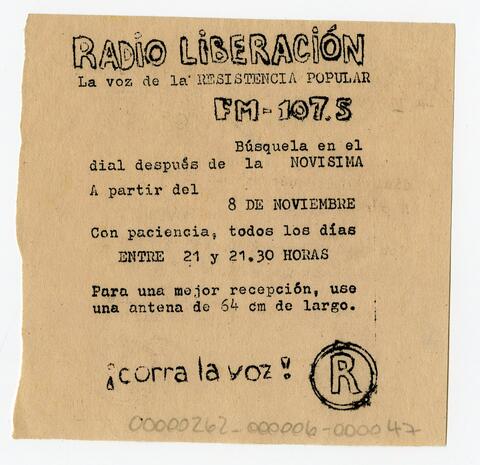 RADIO LIBERACIÓN
La voz de la RESISTENCIA POPULAR
FM-107.5
Búsquela en el
dial después de la NOVISIMA
A partir del
8 DE NOVIEMBRE
Con paciencia, todos los días
ENTRE 21 y 21.30 HORAS
Para una mejor recepción, use
una antena de 64 cm de largo.
¡corra la voz! R
00000262-000006-000047